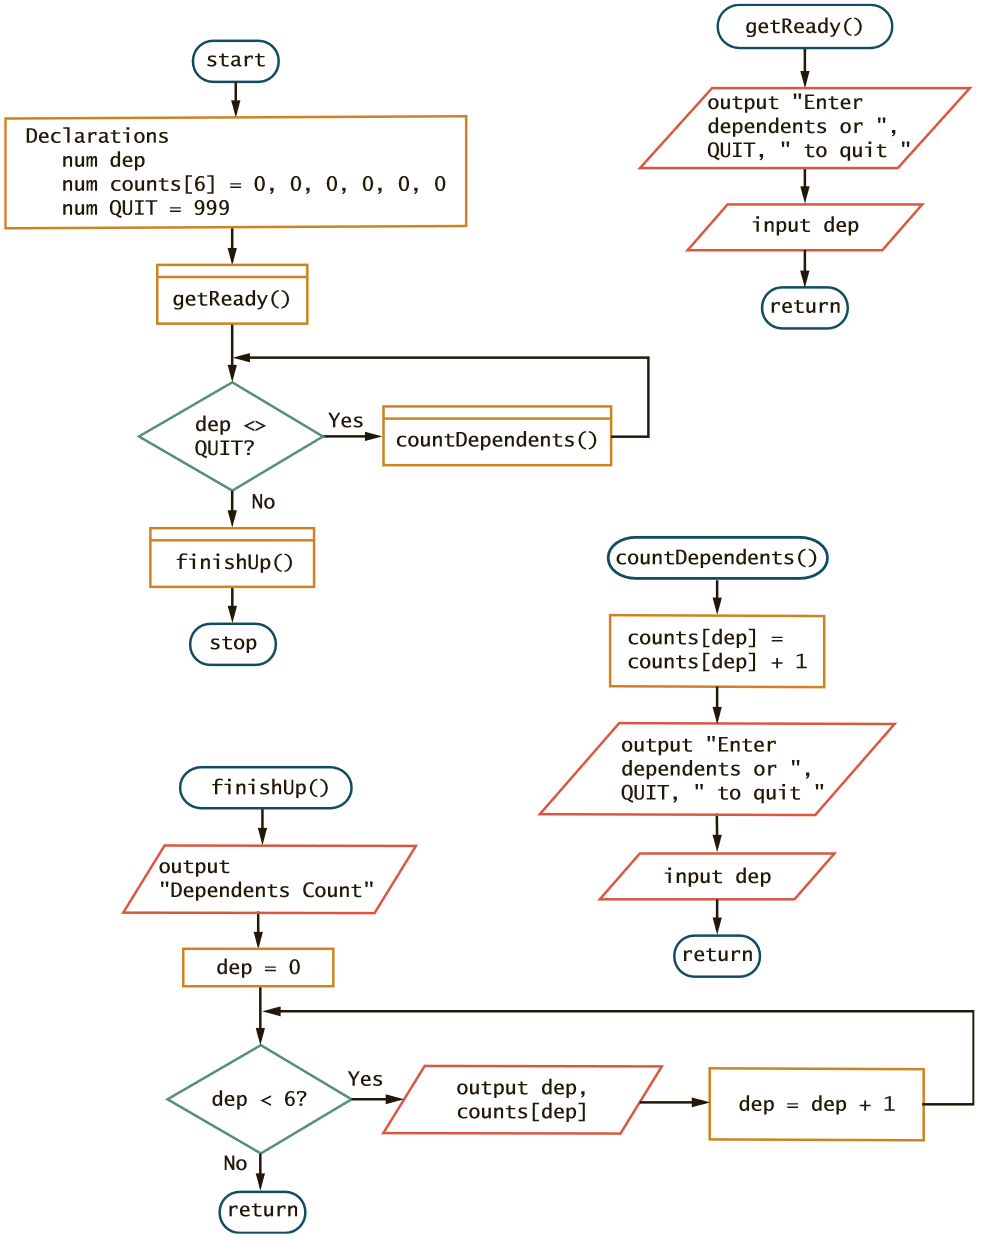 start
Declarations
num dep
num counts[6] = 0, 0, 0, 0, 0, 0
num QUIT = 999
getReady()
dep <>
QUIT?
Yes
countDependents()
No
finishUp()
stop
getReady()
output "Enter
dependents or ",
QUIT, " to quit "
input dep
return
countDependents()
counts[dep] =
counts[dep] + 1
output "Enter
dependents or ",
QUIT, " to quit "
input dep
return
finishUp()
output
"Dependents Count"
dep = 0
dep < 6?
Yes
output dep,
counts[dep]
dep = dep + 1
No
return